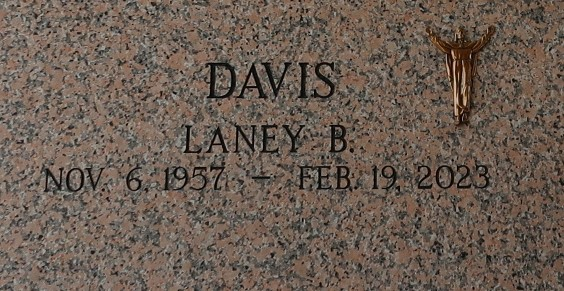 DAVIS
LANEY B.
NOV. 6, 1957 — FEB. 19, 2023